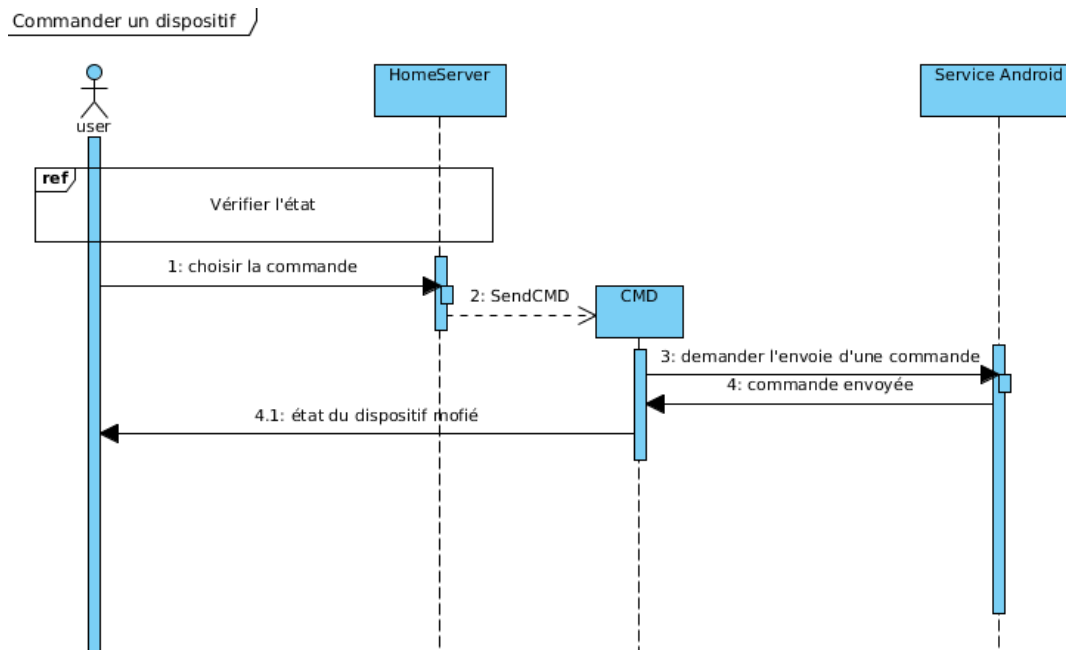 Commander un dispositif
user
HomeServer
Service Android
ref
Vérifier l'état
1: choisir la commande
2: SendCMD
CMD
3: demander l'envoie d'une commande
4: commande envoyée
4.1: état du dispositif mofié